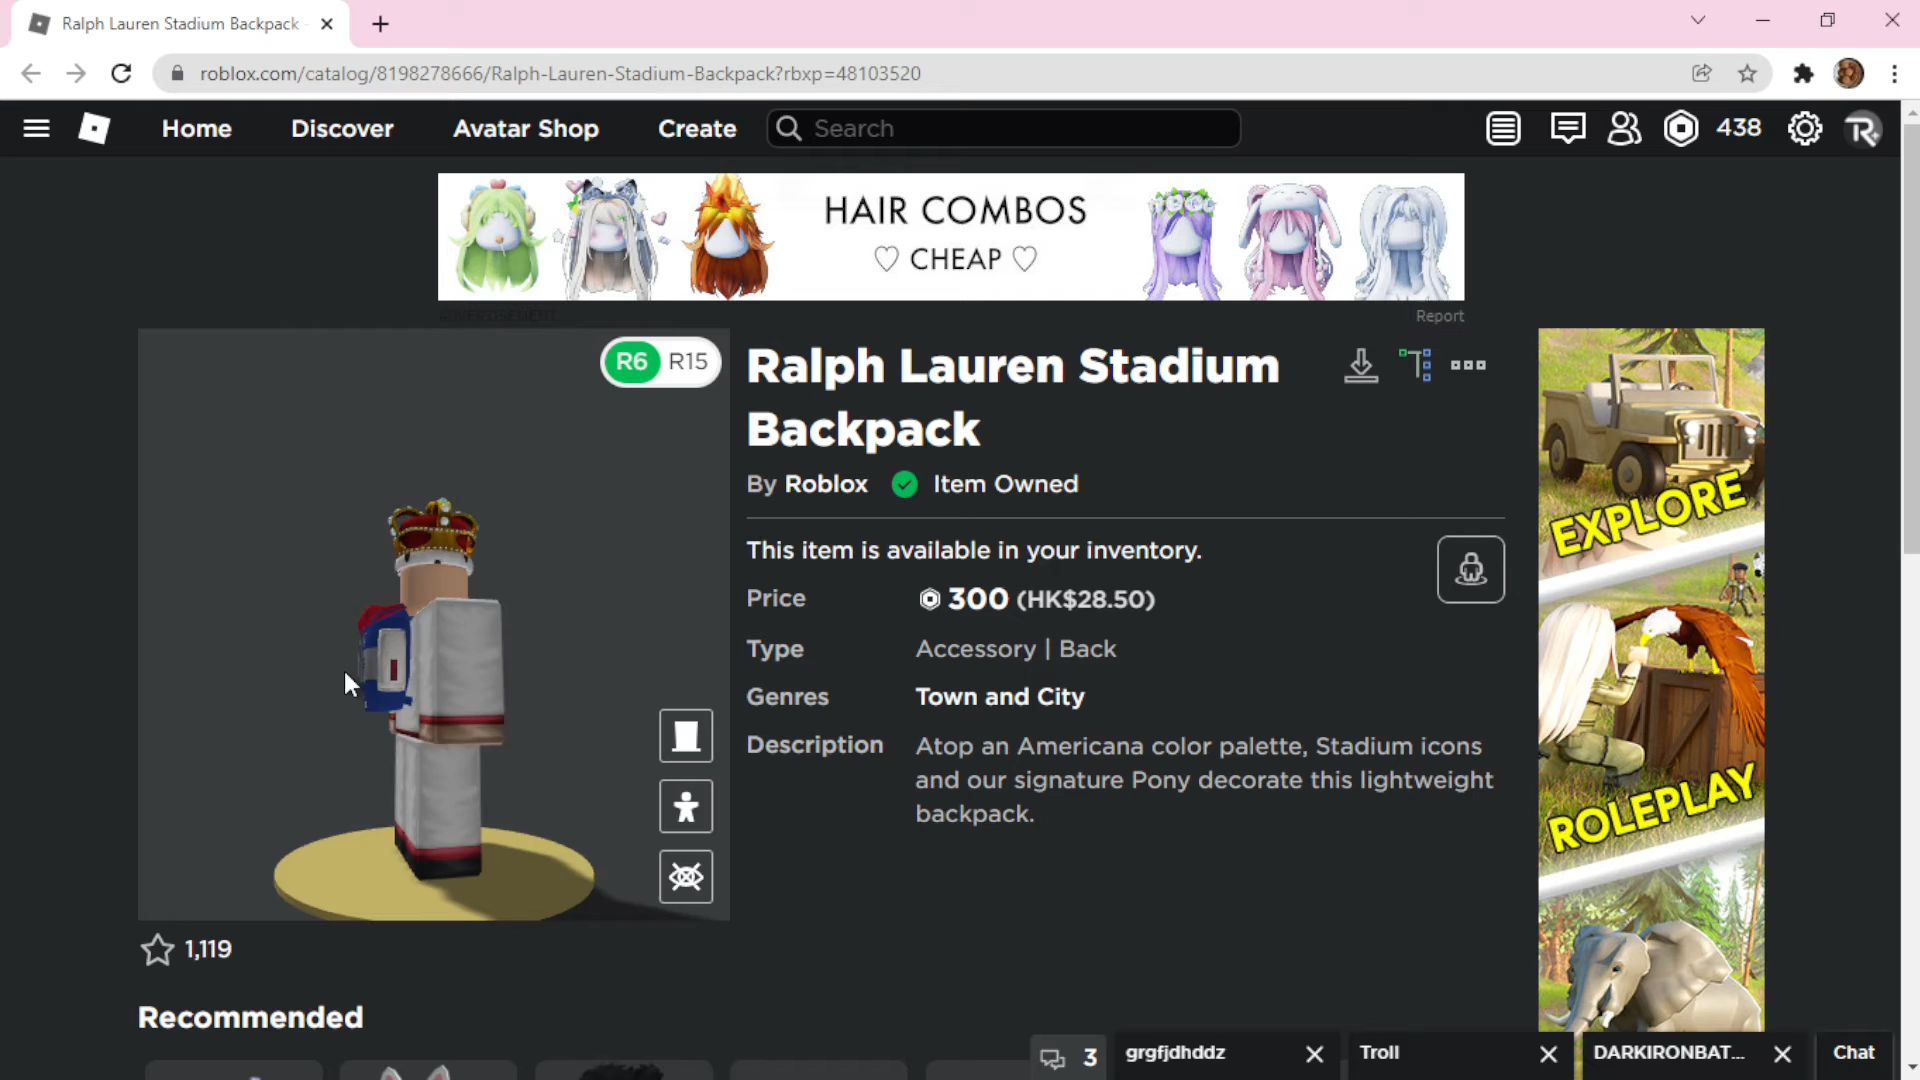 Ralph Lauren Stadium Backpack
roblox.com/catalog/8198278666/Ralph-Lauren-Stadium-Backpack?rbxp=48103520
Home
Discover
Avatar Shop
Create
Search
438
HAIR COMBOS
♡ CHEAP ♡
ADVERTISEMENT
Report
R6 R15
Ralph Lauren Stadium
Backpack
By Roblox Item Owned
This item is available in your inventory.
Price 300 (HK$28.50)
Type Accessory | Back
Genres Town and City
Description Atop an Americana color palette, Stadium icons
and our signature Pony decorate this lightweight
backpack.
EXPLORE
ROLEPLAY
1,119
Recommended
3
grgfjdhddz
Troll
DARKIRONBAT...
Chat